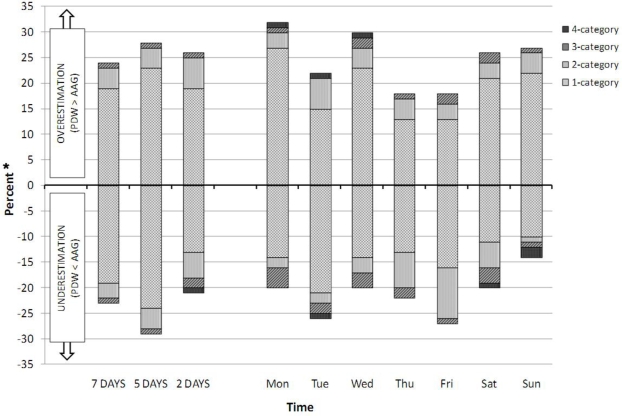 35
30
25
20
15
10
5
0
-5
-10
-15
-20
-25
-30
-35
Percent *
OVERESTIMATION
(PDW > AAG)
UNDERESTIMATION
(PDW < AAG)
4-category
3-category
2-category
1-category
7 DAYS 5 DAYS 2 DAYS Mon Tue Wed Thu Fri Sat Sun
Time